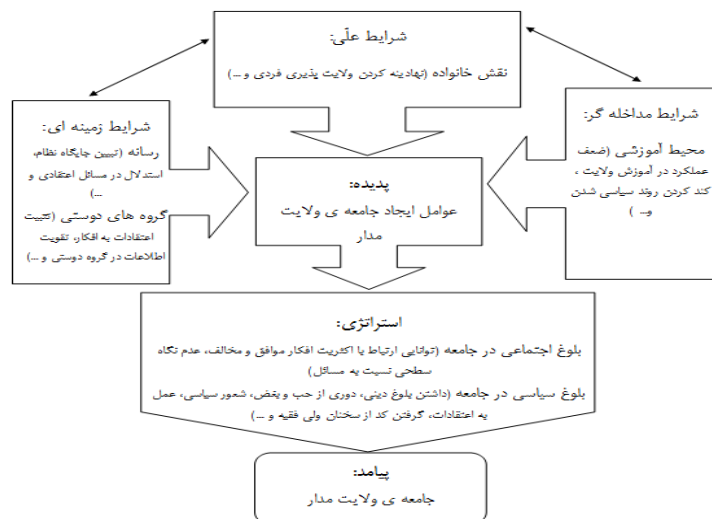 شرایط علّی:
نقش خانواده (نهادینه کردن ولایت پذیری فردی و ...)
شرایط مداخله گر:
محیط آموزشی (ضعف
عملکرد در آموزش ولایت ،
کند کردن روند سیاسی شدن
و... )
شرایط زمینه ای:
رسانه (تبیین جایگاه نظام،
استدلال در مسائل اعتقادی و
...)
گروه های دوستی (تثبیت
اعتقادات یه افکار، تقویت
اطلاعات در گروه دوستی و ...)
پدیده:
عوامل ایجاد جامعه ی ولایت
مدار
استراتژی:
بلوغ اجتماعی در جامعه (توانایی ارتباط با اکثریت افکار موافق و مخالف، عدم نگاه
سطحی نسبت به مسائل)
بلوغ سیاسی در جامعه (داشتن بلوغ دینی، دوری از حب و بغض، شعور سیاسی، عمل
به اعتقادات، گرفتن کد از سخنان ولی فقیه و ...)
پیامد:
جامعه ی ولایت مدار